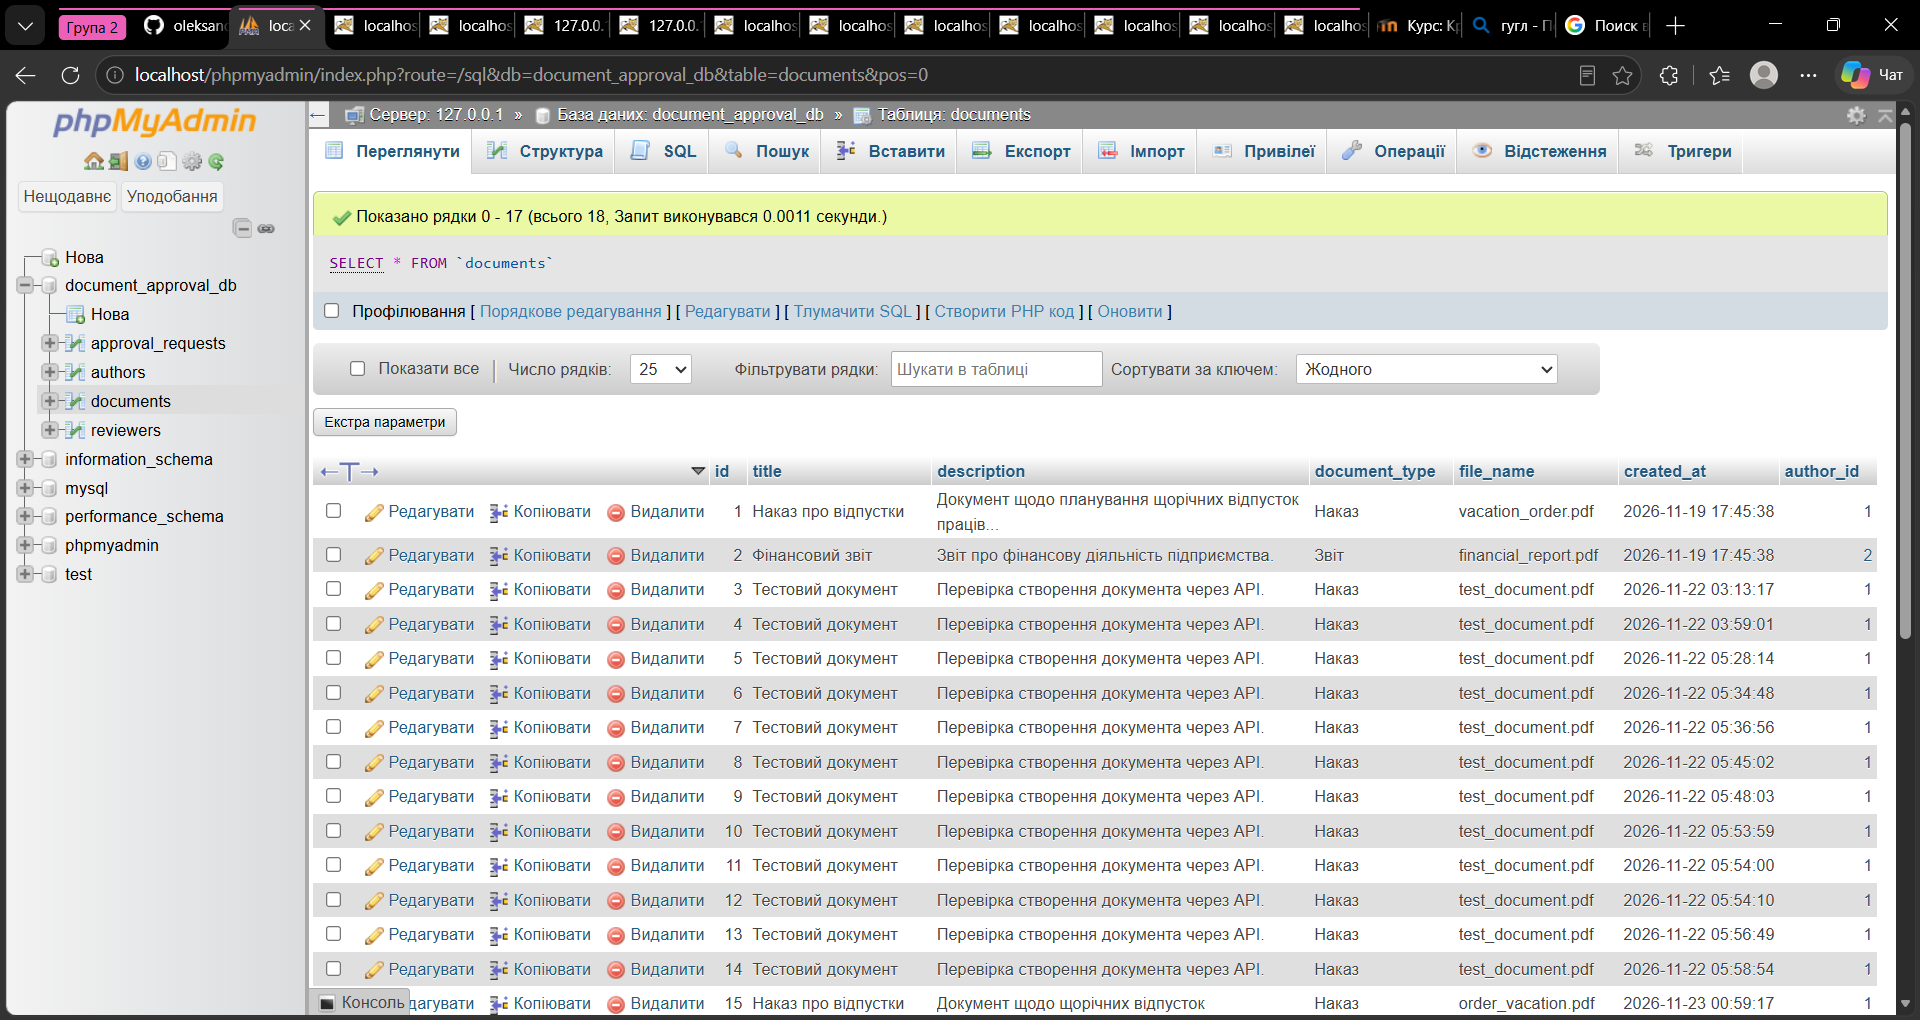 Група 2
oleksan
loca
localhos
localhos
127.0.0.
127.0.0.
localhos
localhos
localhos
localhos
localhos
localhos
localhos
Курс: Кр
гугл - П
Поиск в
localhost/phpmyadmin/index.php?route=/sql&db=document_approval_db&table=documents&pos=0
Чат
phpMyAdmin
Нещодавнє Уподобання
Нова
document_approval_db
Нова
approval_requests
authors
documents
reviewers
information_schema
mysql
performance_schema
phpmyadmin
test
Сервер: 127.0.0.1 » База даних: document_approval_db » Таблиця: documents
Переглянути Структура SQL Пошук Вставити Експорт Імпорт Привілеї Операції Відстеження Тригери
Показано рядки 0 - 17 (всього 18, Запит виконувався 0.0011 секунди.)
SELECT * FROM `documents`
Профілювання [ Порядкове редагування ] [ Редагувати ] [ Тлумачити SQL ] [ Створити PHP код ] [ Оновити ]
Показати все Число рядків: 25 Фільтрувати рядки: Шукати в таблиці Сортувати за ключем: Жодного
Екстра параметри
id title description document_type file_name created_at author_id
Редагувати Копіювати Видалити 1 Наказ про відпустки Документ щодо планування щорічних відпусток праців... Наказ vacation_order.pdf 2026-11-19 17:45:38 1
Редагувати Копіювати Видалити 2 Фінансовий звіт Звіт про фінансову діяльність підприємства. Звіт financial_report.pdf 2026-11-19 17:45:38 2
Редагувати Копіювати Видалити 3 Тестовий документ Перевірка створення документа через API. Наказ test_document.pdf 2026-11-22 03:13:17 1
Редагувати Копіювати Видалити 4 Тестовий документ Перевірка створення документа через API. Наказ test_document.pdf 2026-11-22 03:59:01 1
Редагувати Копіювати Видалити 5 Тестовий документ Перевірка створення документа через API. Наказ test_document.pdf 2026-11-22 05:28:14 1
Редагувати Копіювати Видалити 6 Тестовий документ Перевірка створення документа через API. Наказ test_document.pdf 2026-11-22 05:34:48 1
Редагувати Копіювати Видалити 7 Тестовий документ Перевірка створення документа через API. Наказ test_document.pdf 2026-11-22 05:36:56 1
Редагувати Копіювати Видалити 8 Тестовий документ Перевірка створення документа через API. Наказ test_document.pdf 2026-11-22 05:45:02 1
Редагувати Копіювати Видалити 9 Тестовий документ Перевірка створення документа через API. Наказ test_document.pdf 2026-11-22 05:48:03 1
Редагувати Копіювати Видалити 10 Тестовий документ Перевірка створення документа через API. Наказ test_document.pdf 2026-11-22 05:53:59 1
Редагувати Копіювати Видалити 11 Тестовий документ Перевірка створення документа через API. Наказ test_document.pdf 2026-11-22 05:54:00 1
Редагувати Копіювати Видалити 12 Тестовий документ Перевірка створення документа через API. Наказ test_document.pdf 2026-11-22 05:54:10 1
Редагувати Копіювати Видалити 13 Тестовий документ Перевірка створення документа через API. Наказ test_document.pdf 2026-11-22 05:56:49 1
Редагувати Копіювати Видалити 14 Тестовий документ Перевірка створення документа через API. Наказ test_document.pdf 2026-11-22 05:58:54 1
Консоль дагувати Копіювати Видалити 15 Наказ про відпустки Документ щодо щорічних відпусток Наказ order_vacation.pdf 2026-11-23 00:59:17 1